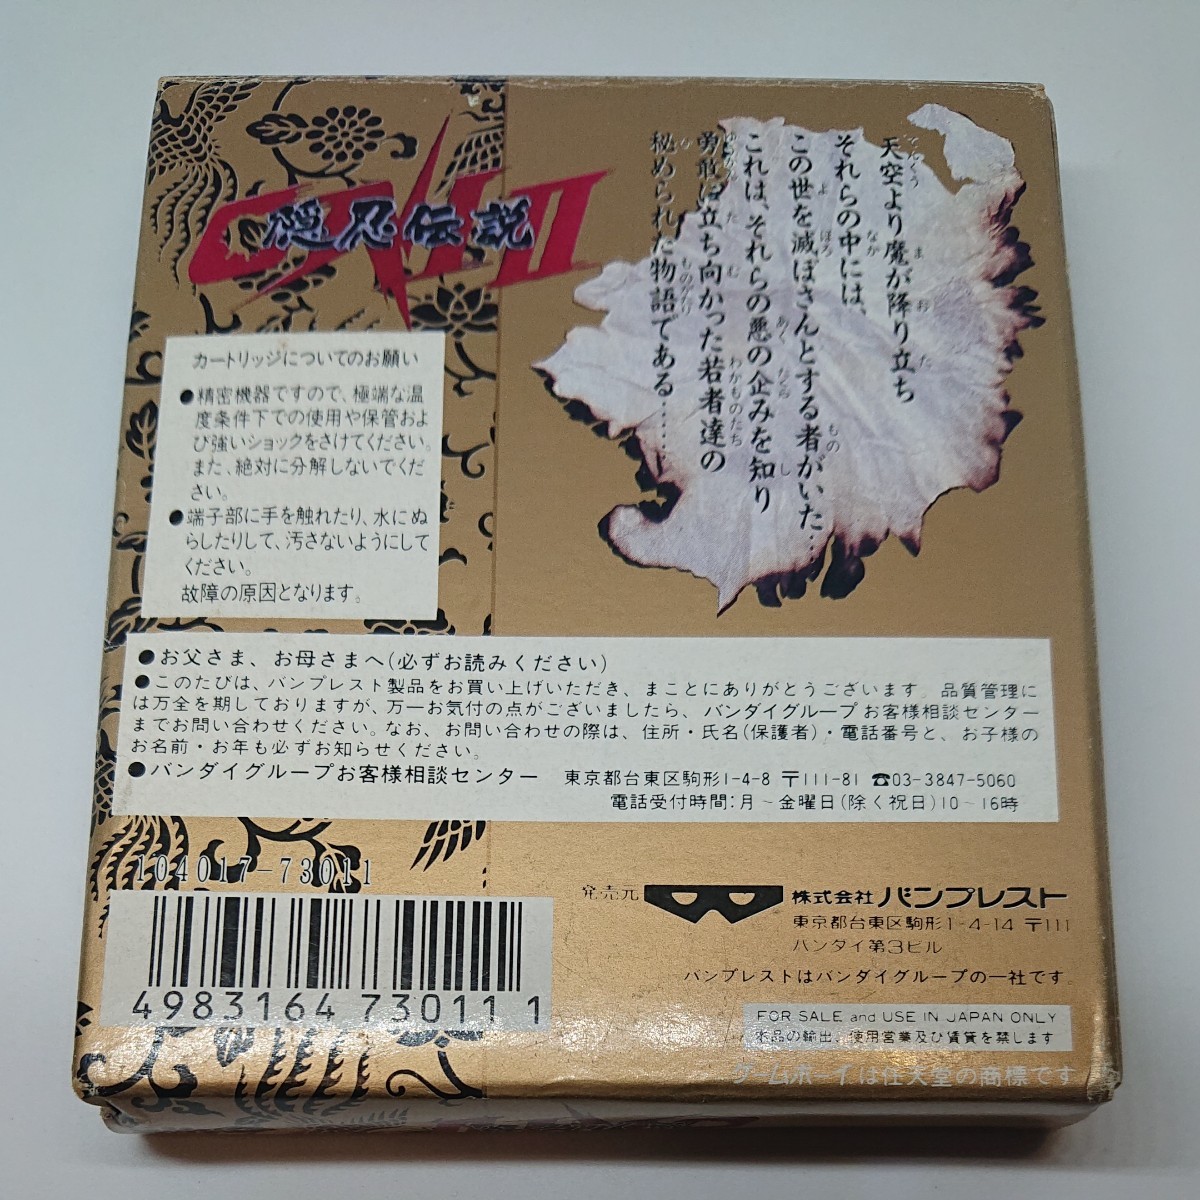 ONI II
隠忍伝説
天空より魔が降り立ち
それらの中には、
この世を滅ぼさんとする者がいた…
これは、それらの悪の企みを知り
勇敢に立ち向かった若者達の
秘められた物語である……
カートリッジについてのお願い
●精密機器ですので、極端な温
度条件下での使用や保管およ
び強いショックをさけてください。
また、絶対に分解しないでくだ
さい。
●端子部に手を触れたり、水にぬ
らしたりして、汚さないようにして
ください。
故障の原因となります。
●お父さま、お母さまへ(必ずお読みください)
●このたびは、バンプレスト製品をお買い上げいただき、まことにありがとうございます。品質管理に
は万全を期しておりますが、万一お気付の点がございましたら、バンダイグループお客様相談センター
までお問い合わせください。なお、お問い合わせの際は、住所・氏名(保護者)・電話番号と、お子様の
お名前・お年も必ずお知らせください。
●バンダイグループお客様相談センター 東京都台東区駒形1-4-8 〒111-81 ☎03-3847-5060
電話受付時間:月～金曜日(除く祝日)10～16時
104017-73011
4983164 73011 1
発売元 株式会社 バンプレスト
東京都台東区駒形1-4-14 〒111
バンダイ第3ビル
バンプレストはバンダイグループの一社です。
FOR SALE and USE IN JAPAN ONLY
本品の輸出、使用営業及び賃貸を禁じます
ゲームボーイは任天堂の商標です